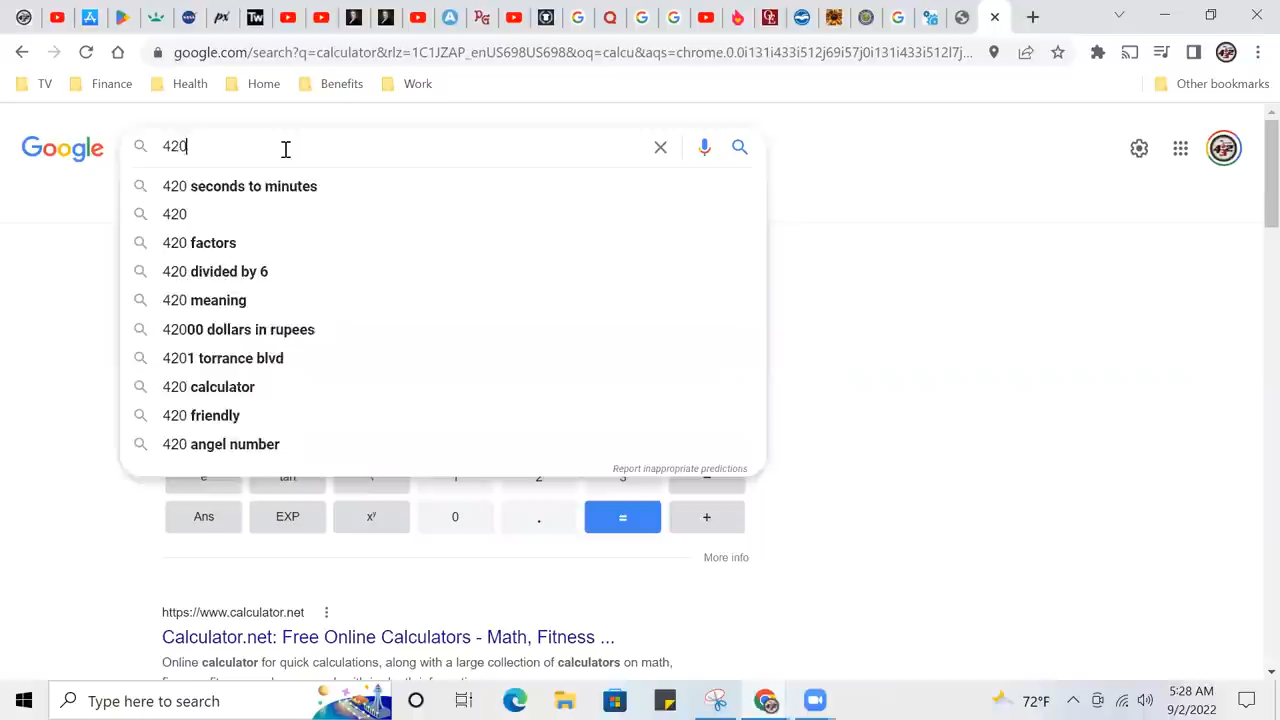 google.com/search?q=calculator&rlz=1C1JZAP_enUS698US698&oq=calcu&aqs=chrome.0.0i131i433i512j69i57j0i131i433i512l7j...
TV
Finance
Health
Home
Benefits
Work
Other bookmarks
Google
420
420 seconds to minutes
420
420 factors
420 divided by 6
420 meaning
42000 dollars in rupees
4201 torrance blvd
420 calculator
420 friendly
420 angel number
Report inappropriate predictions
Ans
EXP
xʸ
0
.
=
+
More info
https://www.calculator.net
Calculator.net: Free Online Calculators - Math, Fitness ...
Online calculator for quick calculations, along with a large collection of calculators on math,
Type here to search
72°F
5:28 AM
9/2/2022